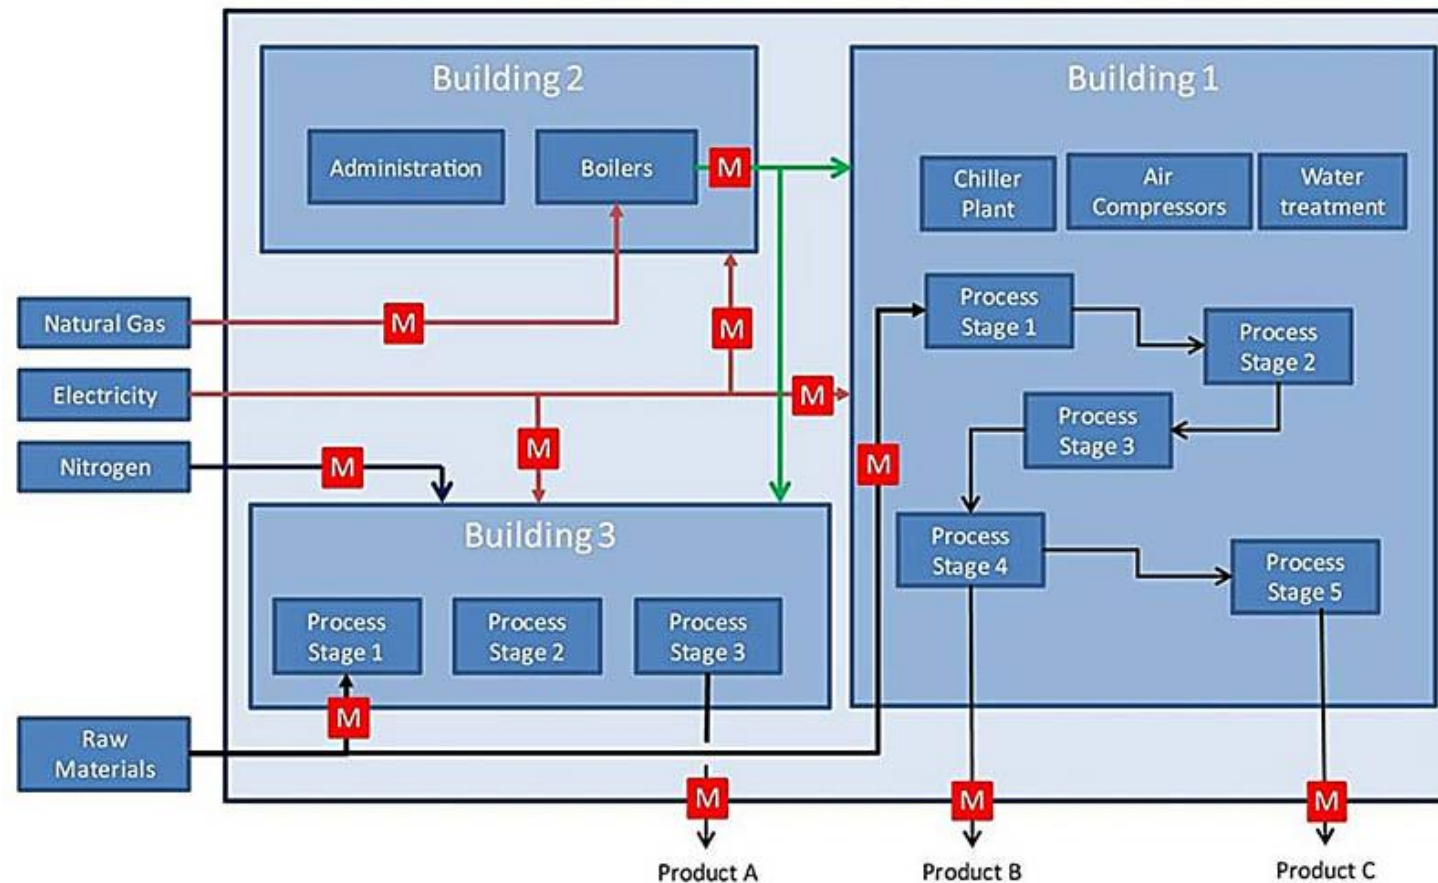 Building 2
Building 1
Administration
Boilers
M
Chiller
Plant
Air
Compressors
Water
treatment
Natural Gas
M
M
Process
Stage 1
Process
Stage 2
Electricity
M
Process
Stage 3
Nitrogen
M
M
M
Building 3
Process
Stage 4
Process
Stage 5
Process
Stage 1
Process
Stage 2
Process
Stage 3
M
Raw
Materials
M
M
M
Product A
Product B
Product C